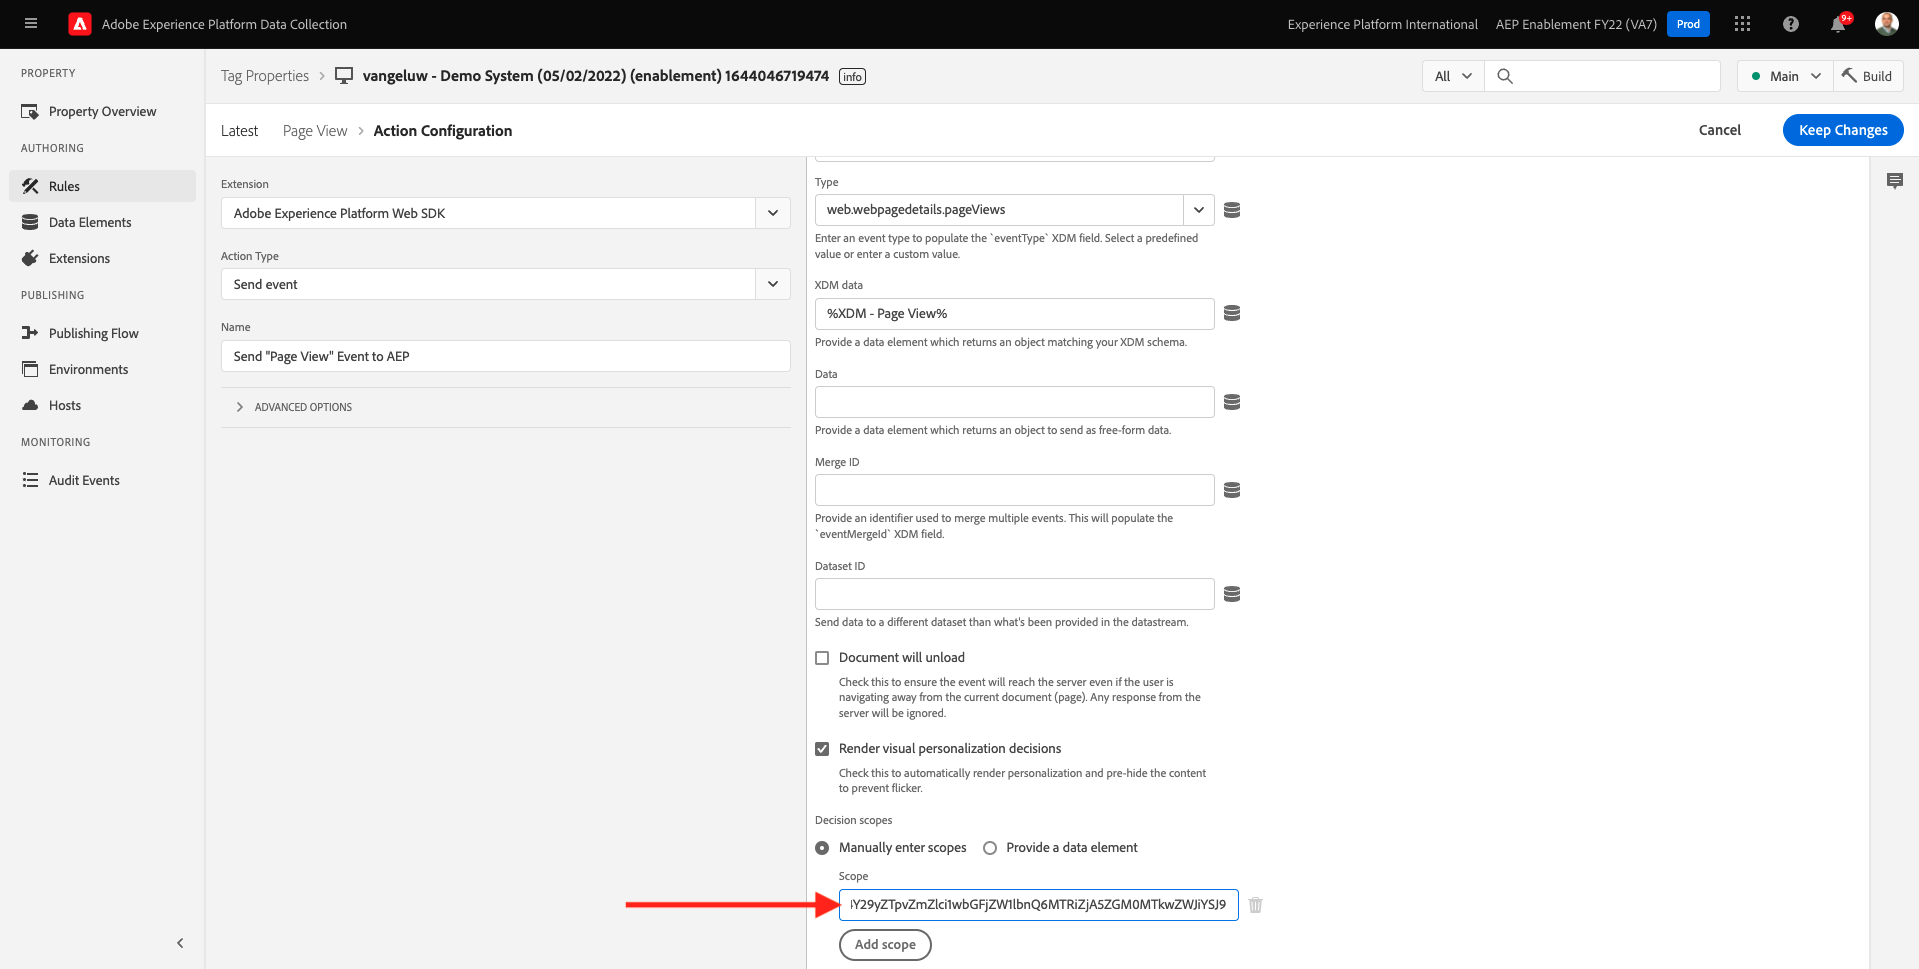 Adobe Experience Platform Data Collection
Experience Platform International
AEP Enablement FY22 (VA7)
Prod
9+
PROPERTY
Property Overview
AUTHORING
Rules
Data Elements
Extensions
PUBLISHING
Publishing Flow
Environments
Hosts
MONITORING
Audit Events
Tag Properties
vangeluw - Demo System (05/02/2022) (enablement) 1644046719474
info
All
Main
Build
Latest
Page View
Action Configuration
Cancel
Keep Changes
Extension
Adobe Experience Platform Web SDK
Action Type
Send event
Name
Send "Page View" Event to AEP
ADVANCED OPTIONS
Type
web.webpagedetails.pageViews
Enter an event type to populate the `eventType` XDM field. Select a predefined
value or enter a custom value.
XDM data
%XDM - Page View%
Provide a data element which returns an object matching your XDM schema.
Data
Provide a data element which returns an object to send as free-form data.
Merge ID
Provide an identifier used to merge multiple events. This will populate the
`eventMergeId` XDM field.
Dataset ID
Send data to a different dataset than what's been provided in the datastream.
Document will unload
Check this to ensure the event will reach the server even if the user is
navigating away from the current document (page). Any response from the
server will be ignored.
Render visual personalization decisions
Check this to automatically render personalization and pre-hide the content
to prevent flicker.
Decision scopes
Manually enter scopes
Provide a data element
Scope
Y29yZTpvZmZlci1wbGFjZW1lbnQ6MTRiZjA5ZGM0MTkwZWJiYSJ9
Add scope